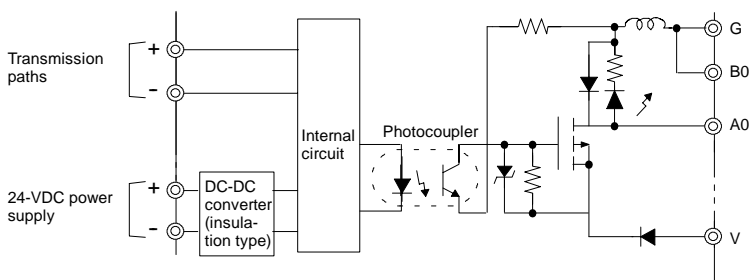 Transmission
paths
+
-
24-VDC power
supply
+
-
DC-DC
converter
(insula-
tion type)
Internal
circuit
Photocoupler
G
B0
A0
V